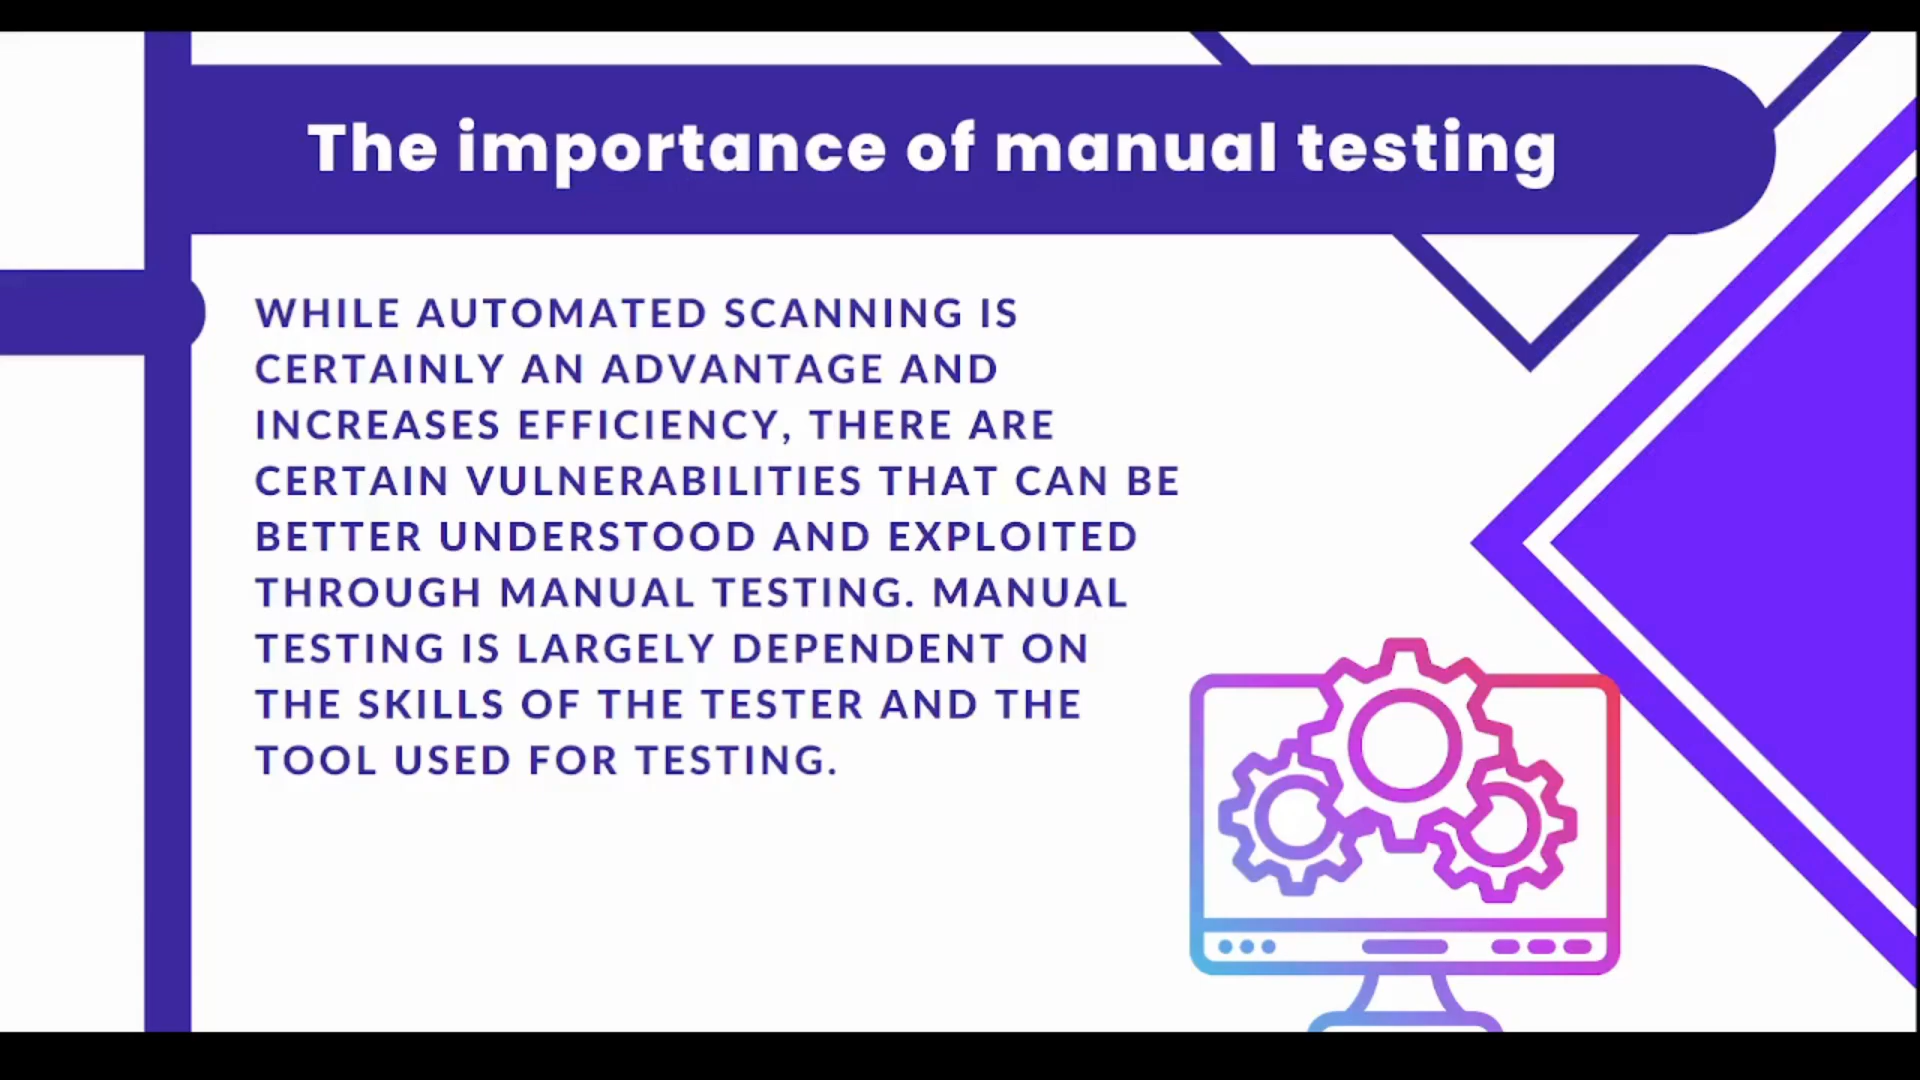 The importance of manual testing
WHILE AUTOMATED SCANNING IS
CERTAINLY AN ADVANTAGE AND
INCREASES EFFICIENCY, THERE ARE
CERTAIN VULNERABILITIES THAT CAN BE
BETTER UNDERSTOOD AND EXPLOITED
THROUGH MANUAL TESTING. MANUAL
TESTING IS LARGELY DEPENDENT ON
THE SKILLS OF THE TESTER AND THE
TOOL USED FOR TESTING.